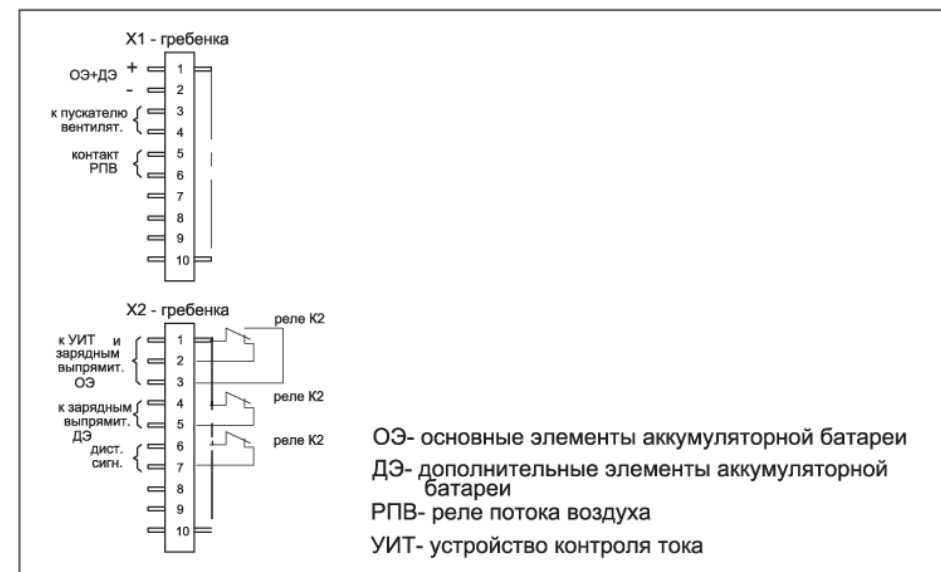 X1 - гребенка
ОЭ+ДЭ + 1
- 2
к пускателю 3
вентилят. 4
контакт 5
РПВ 6
7
8
9
10
X2 - гребенка
реле К2
к УИТ и 1
зарядным 2
выпрямит.
ОЭ 3
реле К2
к зарядным 4
выпрямит. 5
ДЭ
реле К2
дист. 6
сигн. 7
8
9
10
ОЭ- основные элементы аккумуляторной батареи
ДЭ- дополнительные элементы аккумуляторной
батареи
РПВ- реле потока воздуха
УИТ- устройство контроля тока